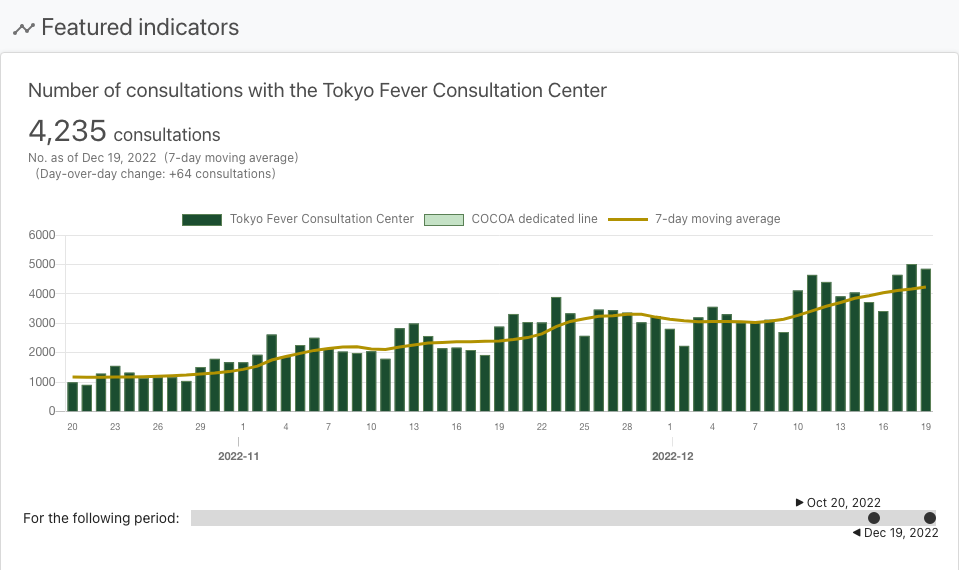 Featured indicators
Number of consultations with the Tokyo Fever Consultation Center
4,235 consultations
No. as of Dec 19, 2022 (7-day moving average)
(Day-over-day change: +64 consultations)
Tokyo Fever Consultation Center COCOA dedicated line 7-day moving average
6000
5000
4000
3000
2000
1000
0
20 23 26 29 1 4 7 10 13 16 19 22 25 28 1 4 7 10 13 16 19
2022-11 2022-12
▶ Oct 20, 2022
For the following period:
◀ Dec 19, 2022